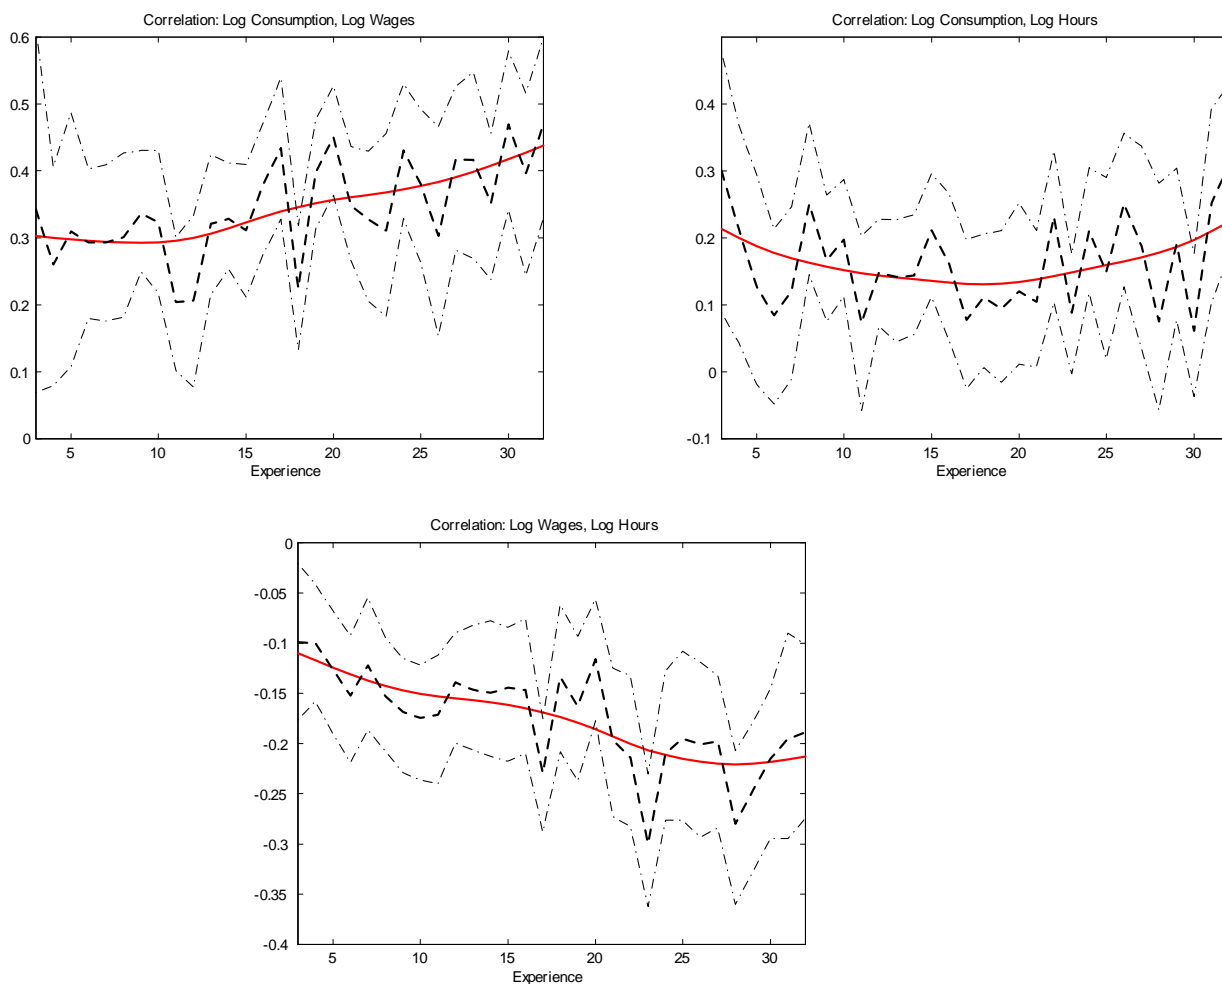 Correlation: Log Consumption, Log Wages
0.6
0.5
0.4
0.3
0.2
0.1
0
5 10 15 20 25 30
Experience
Correlation: Log Consumption, Log Hours
0.4
0.3
0.2
0.1
0
-0.1
5 10 15 20 25 30
Experience
Correlation: Log Wages, Log Hours
0
-0.05
-0.1
-0.15
-0.2
-0.25
-0.3
-0.35
-0.4
5 10 15 20 25 30
Experience